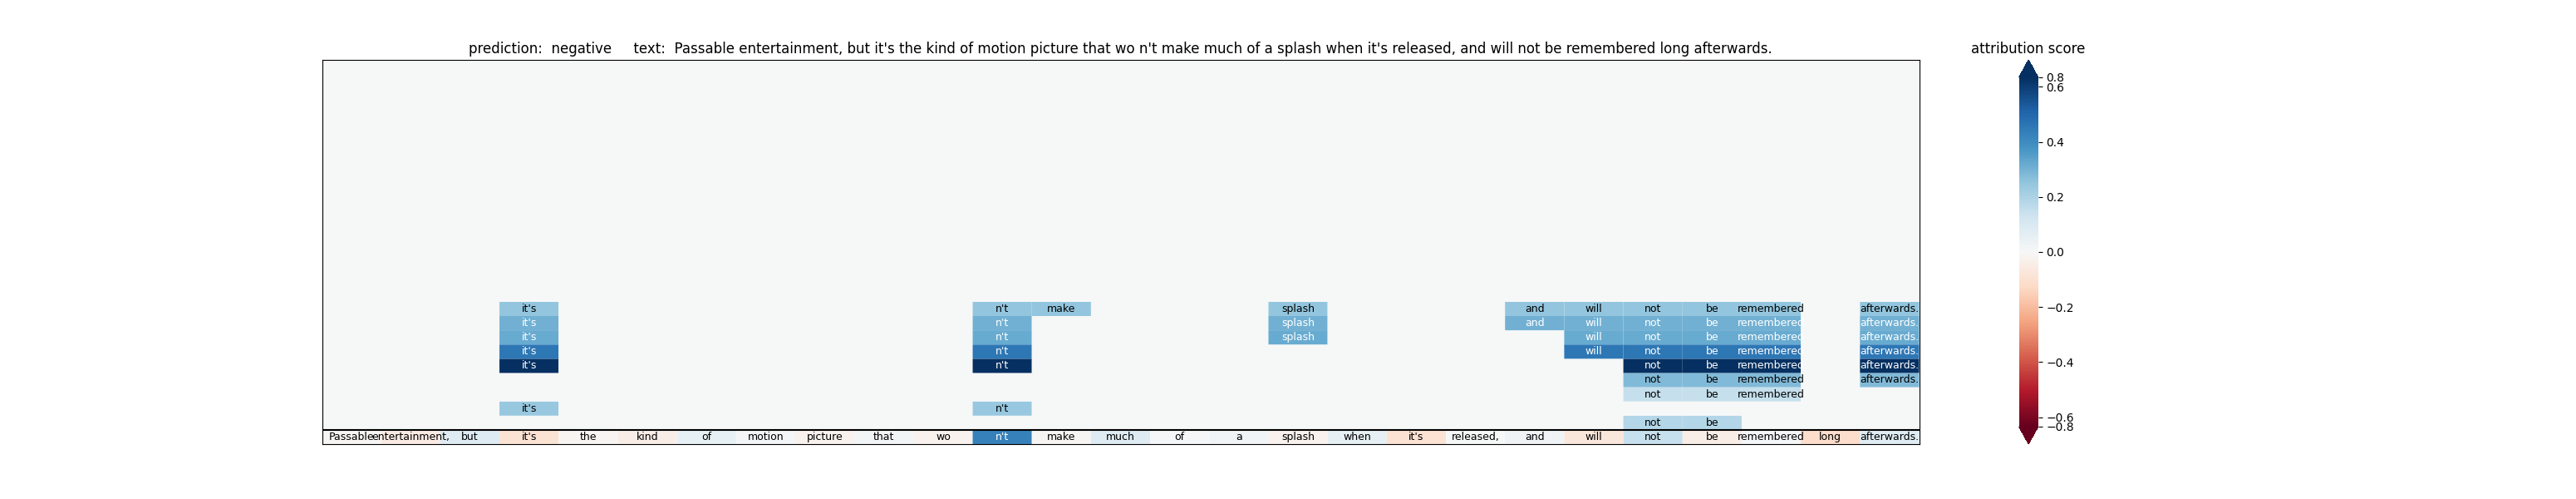 prediction: negative text: Passable entertainment, but it's the kind of motion picture that wo n't make much of a splash when it's released, and will not be remembered long afterwards.
attribution score
0.8
0.6
0.4
0.2
0.0
−0.2
−0.4
−0.6
−0.8
it's n't make splash and will not be remembered afterwards.
it's n't splash and will not be remembered afterwards.
it's n't splash will not be remembered afterwards.
it's n't will not be remembered afterwards.
it's n't not be remembered afterwards.
not be remembered afterwards.
not be remembered
it's n't
not be
Passable entertainment, but it's the kind of motion picture that wo n't make much of a splash when it's released, and will not be remembered long afterwards.